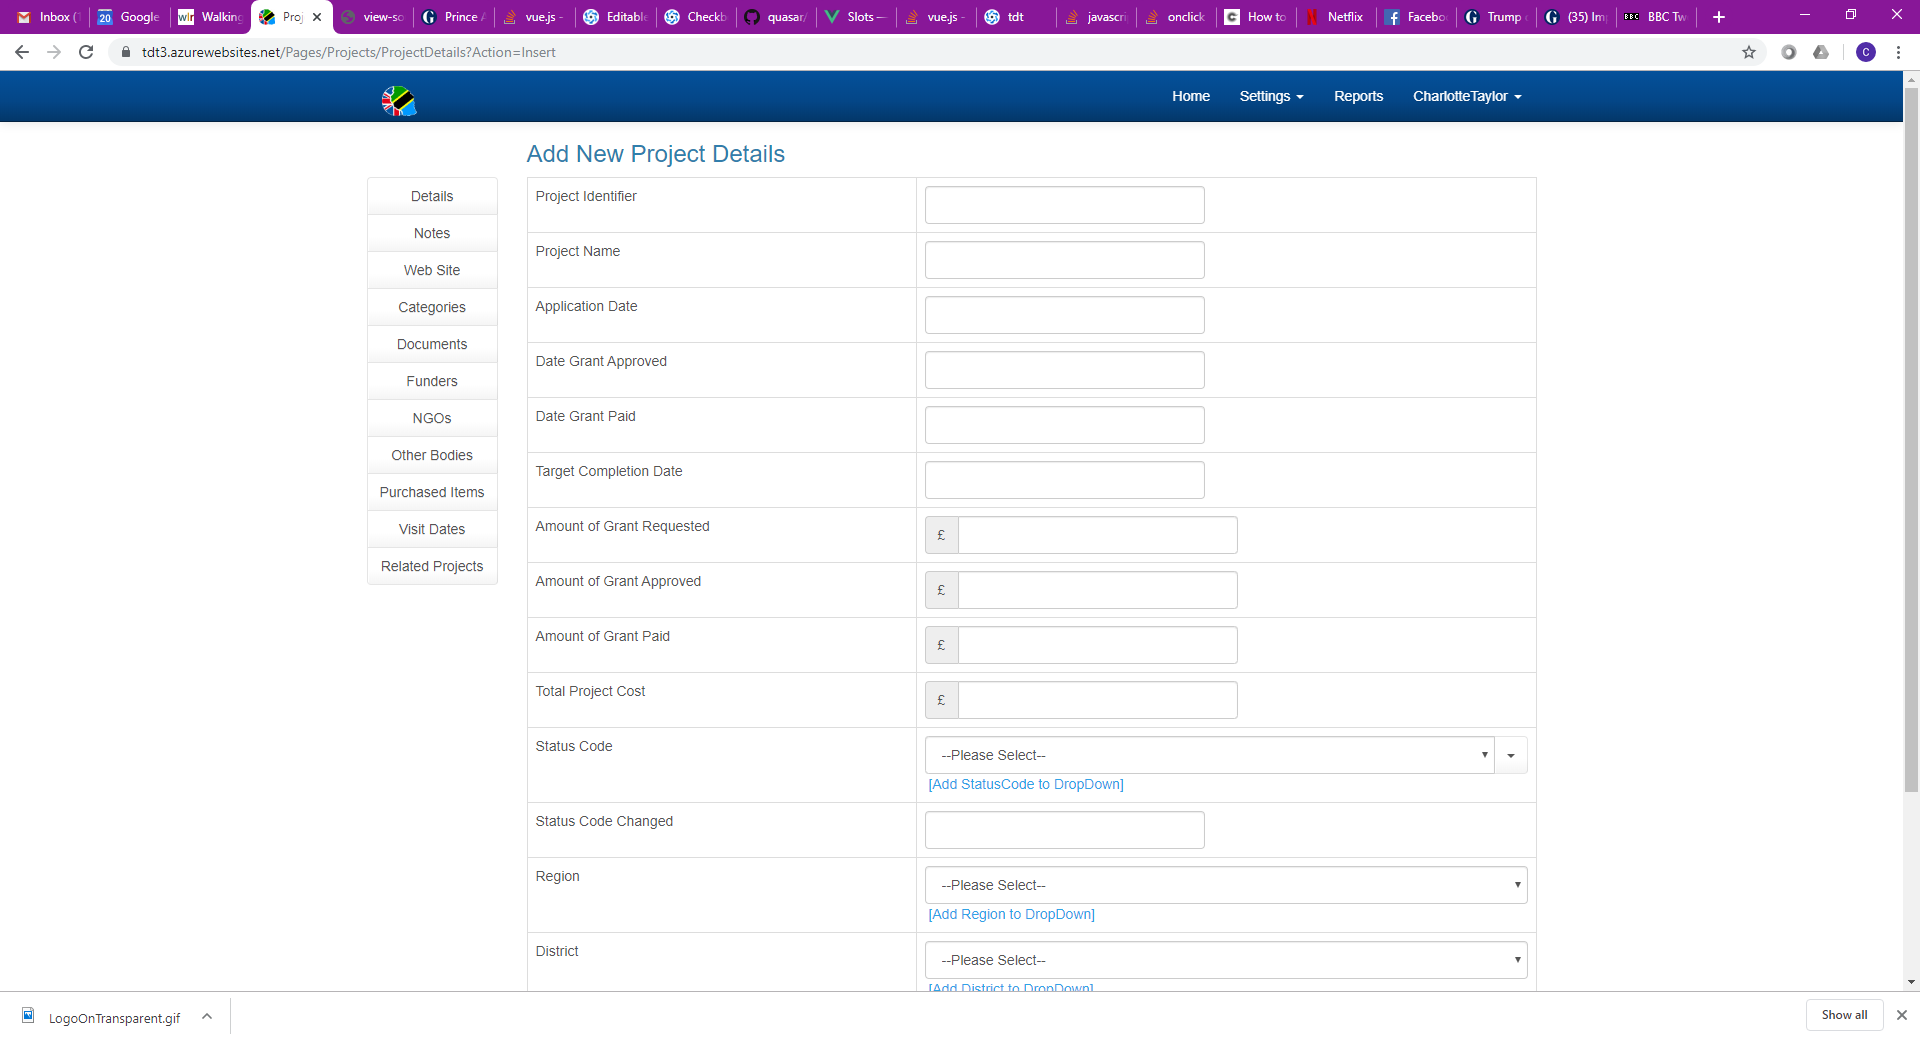 Inbox (
20 Google
wlr Walking
Proj
view-so
Prince A
vue.js -
Editable
Checkb
quasar/
Slots —
vue.js -
tdt
javascri
onclick
How to
Netflix
Facebo
Trump
(35) Im
BBC BBC Tw
tdt3.azurewebsites.net/Pages/Projects/ProjectDetails?Action=Insert
C
Home
Settings
Reports
CharlotteTaylor
Add New Project Details
Details
Notes
Web Site
Categories
Documents
Funders
NGOs
Other Bodies
Purchased Items
Visit Dates
Related Projects
Project Identifier
Project Name
Application Date
Date Grant Approved
Date Grant Paid
Target Completion Date
Amount of Grant Requested
£
Amount of Grant Approved
£
Amount of Grant Paid
£
Total Project Cost
£
Status Code
--Please Select--
[Add StatusCode to DropDown]
Status Code Changed
Region
--Please Select--
[Add Region to DropDown]
District
--Please Select--
[Add District to DropDown]
LogoOnTransparent.gif
Show all